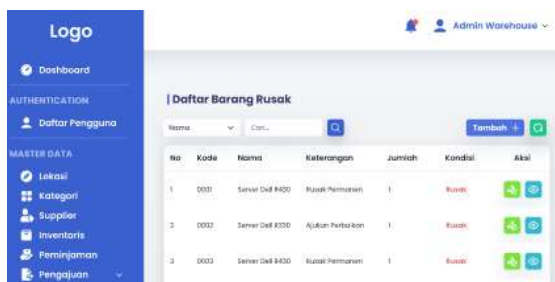 Logo
Admin Warehouse
Dashboard
AUTHENTICATION
Daftar Pengguna
MASTER DATA
Lokasi
Kategori
Supplier
Inventaris
Peminjaman
Pengajuan
Daftar Barang Rusak
Nama Cari... Tambah +
No Kode Nama Keterangan Jumlah Kondisi Aksi
1 0001 Server Dell R420 Rusak Permanen 1 Rusak
2 0002 Server Dell R330 Ajukan Perbaikan 1 Rusak
3 0003 Server Dell R430 Rusak Permanen 1 Rusak